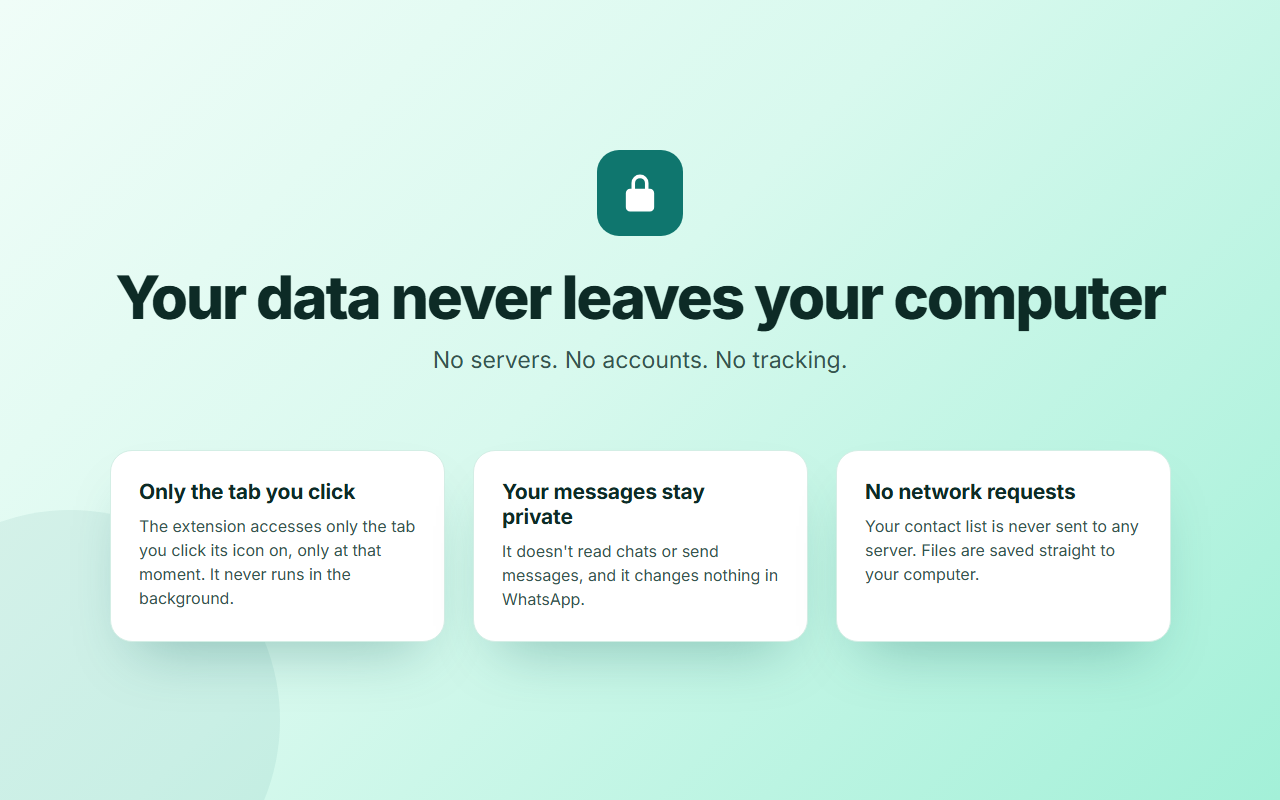 Your data never leaves your computer
No servers. No accounts. No tracking.
Only the tab you click
The extension accesses only the tab
you click its icon on, only at that
moment. It never runs in the
background.
Your messages stay
private
It doesn't read chats or send
messages, and it changes nothing in
WhatsApp.
No network requests
Your contact list is never sent to any
server. Files are saved straight to
your computer.